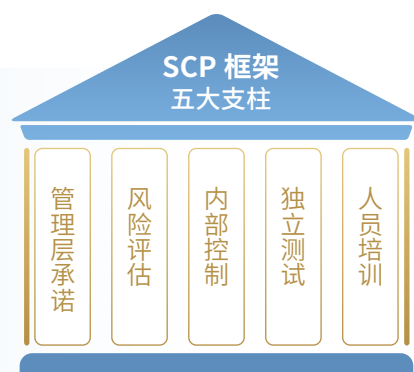 SCP 框架
五大支柱
管理层承诺
风险评估
内部控制
独立测试
人员培训